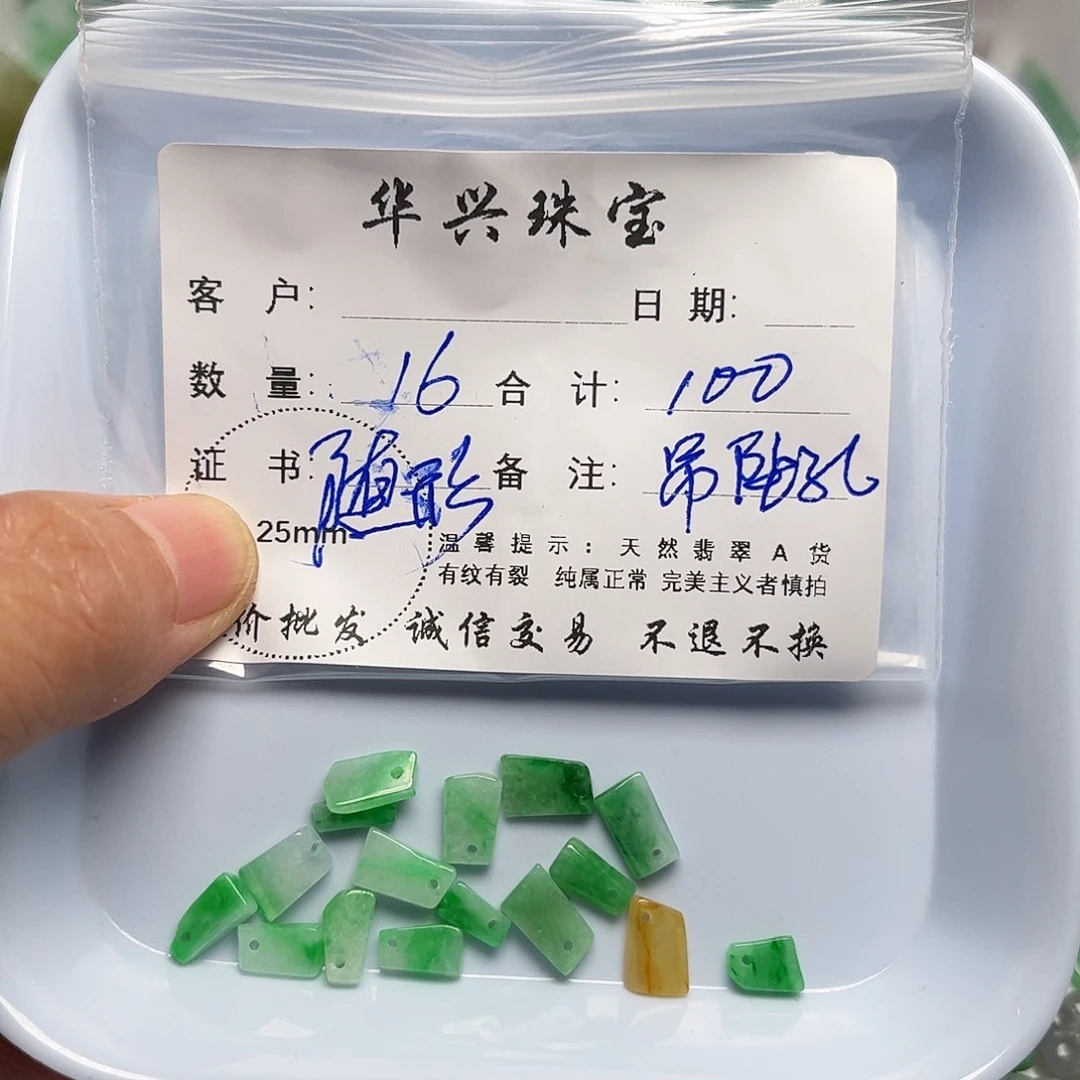 华兴珠宝
客 户: 日 期:
数 量: 16 合 计: 100
证 书: 随形 备 注: 吊
25mm
温馨提示: 天然翡翠A货
有纹有裂 纯属正常 完美主义者慎拍
价批发 诚信交易 不退不换